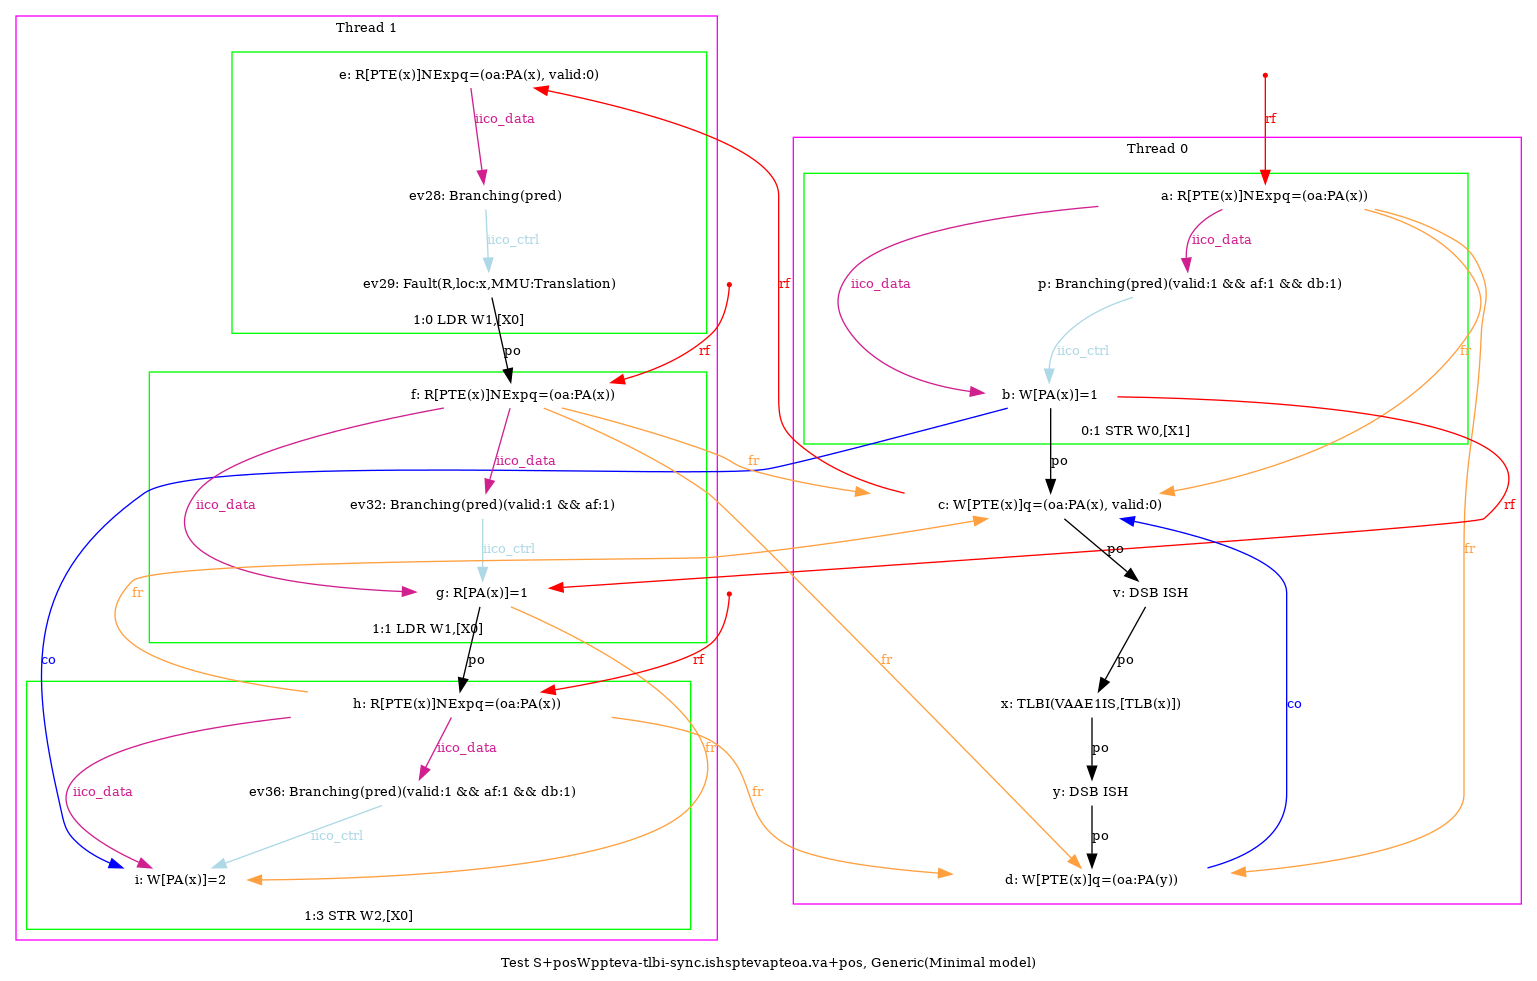 Thread 1
e: R[PTE(x)]NExpq=(oa:PA(x), valid:0)
iico_data
ev28: Branching(pred)
iico_ctrl
ev29: Fault(R,loc:x,MMU:Translation)
1:0 LDR W1,[X0]
po
rf
f: R[PTE(x)]NExpq=(oa:PA(x))
iico_data
iico_data
fr
ev32: Branching(pred)(valid:1 && af:1)
iico_ctrl
fr
g: R[PA(x)]=1
1:1 LDR W1,[X0]
po
rf
co
h: R[PTE(x)]NExpq=(oa:PA(x))
iico_data
iico_data
fr
fr
fr
ev36: Branching(pred)(valid:1 && af:1 && db:1)
iico_ctrl
i: W[PA(x)]=2
1:3 STR W2,[X0]
rf
Thread 0
a: R[PTE(x)]NExpq=(oa:PA(x))
iico_data
iico_data
rf
p: Branching(pred)(valid:1 && af:1 && db:1)
iico_ctrl
fr
b: W[PA(x)]=1
0:1 STR W0,[X1]
po
c: W[PTE(x)]q=(oa:PA(x), valid:0)
rf
po
fr
v: DSB ISH
po
x: TLBI(VAAE1IS,[TLB(x)])
co
po
y: DSB ISH
po
d: W[PTE(x)]q=(oa:PA(y))
Test S+posWppteva-tlbi-sync.ishsptevapteoa.va+pos, Generic(Minimal model)